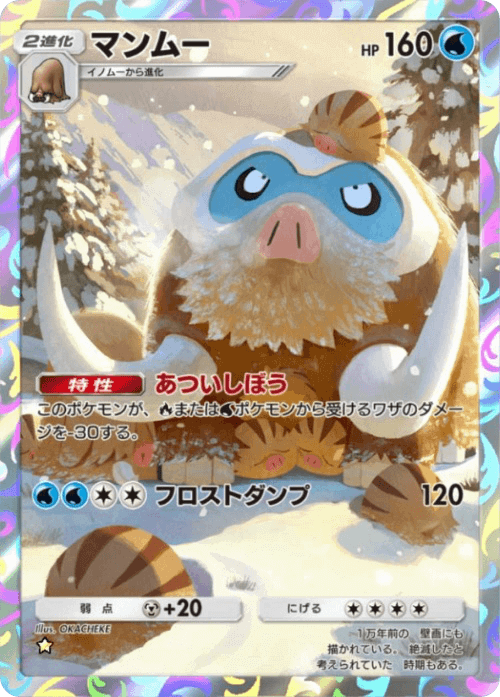 2進化 マンムー HP 160
イノムーから進化
特性 あついしぼう
このポケモンが、またはポケモンから受けるワザのダメー
ジを-30する。
フロストダンプ 120
弱点 +20 にげる
Illus. OKACHEKE
1万年前の 壁画にも
描かれている。 絶滅したと
考えられていた 時期もある。